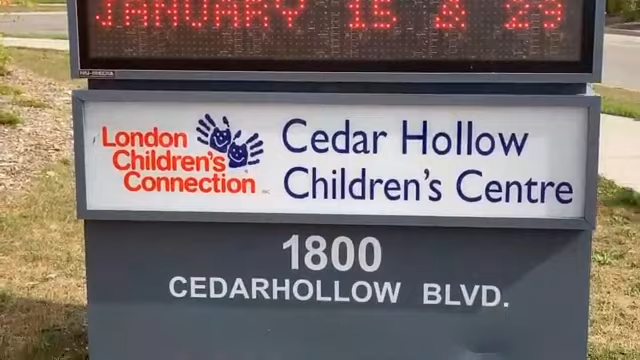 JANUARY 15 & 29
London
Children's
Connection
Cedar Hollow
Children's Centre
1800
CEDARHOLLOW BLVD.